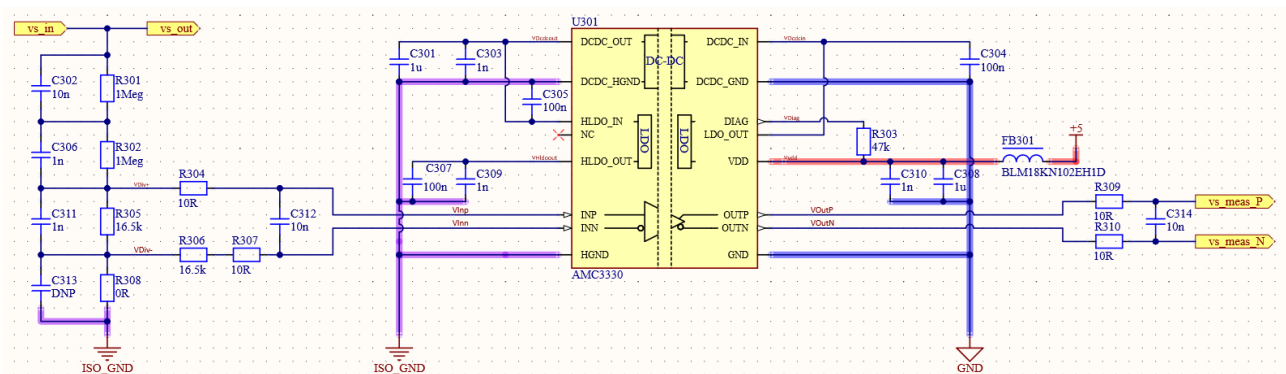 vs_in
vs_out
C302
10n
R301
1Meg
C306
1n
R302
1Meg
VDiv+
R304
10R
C311
1n
R305
16.5k
C312
10n
VDiv-
R306
16.5k
R307
10R
C313
DNP
R308
0R
ISO_GND
C301
1u
C303
1n
VDcdcout
C305
100n
C307
100n
C309
1n
VHldoout
VInp
VInn
ISO_GND
U301
DCDC_OUT
DCDC_IN
DC-DC
DCDC_HGND
DCDC_GND
HLDO_IN
NC
LDO
LDO
DIAG
LDO_OUT
HLDO_OUT
VDD
INP
INN
OUTP
OUTN
HGND
GND
AMC3330
VDcdcin
C304
100n
VDiag
R303
47k
Vvdd
C310
1n
C308
1u
FB301
BLM18KN102EH1D
+5
VOutP
VOutN
R309
10R
R310
10R
C314
10n
vs_meas_P
vs_meas_N
GND